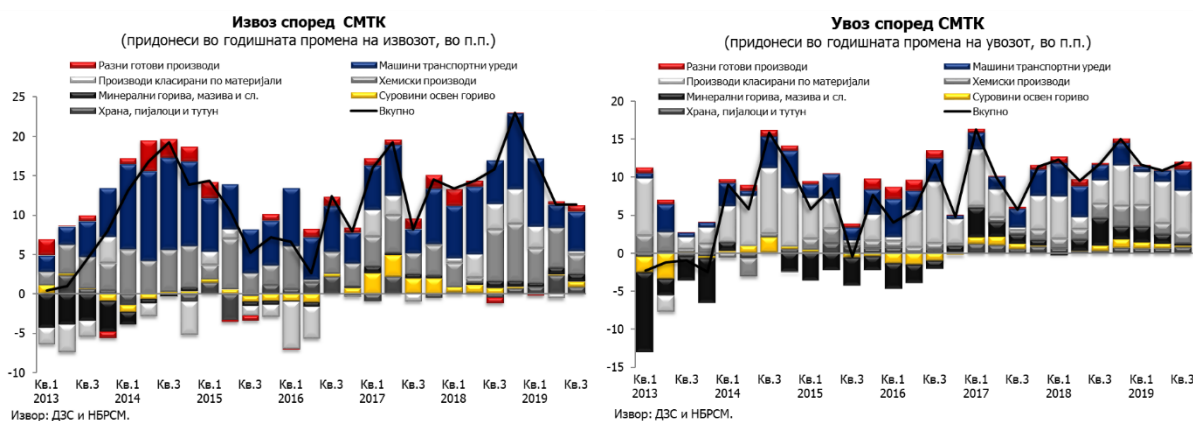 Извоз според СМТК
(придонеси во годишната промена на извозот, во п.п.)
Разни готови производи
Машини транспортни уреди
Производи класирани по материјали
Хемиски производи
Минерални горива, мазива и сл.
Суровини освен гориво
Храна, пијалоци и тутун
Вкупно
25
20
15
10
5
0
-5
-10
Кв.1 Кв.3 Кв.1 Кв.3 Кв.1 Кв.3 Кв.1 Кв.3 Кв.1 Кв.3 Кв.1 Кв.3 Кв.1 Кв.3
2013 2014 2015 2016 2017 2018 2019
Извор: ДЗС и НБРСМ.
Увоз според СМТК
(придонеси во годишната промена на увозот, во п.п.)
Разни готови производи
Машини транспортни уреди
Производи класирани по материјали
Хемиски производи
Минерални горива, мазива и сл.
Суровини освен гориво
Храна, пијалоци и тутун
Вкупно
20
15
10
5
0
-5
-10
-15
Кв.1 Кв.3 Кв.1 Кв.3 Кв.1 Кв.3 Кв.1 Кв.3 Кв.1 Кв.3 Кв.1 Кв.3 Кв.1 Кв.3
2013 2014 2015 2016 2017 2018 2019
Извор: ДЗС и НБРСМ.